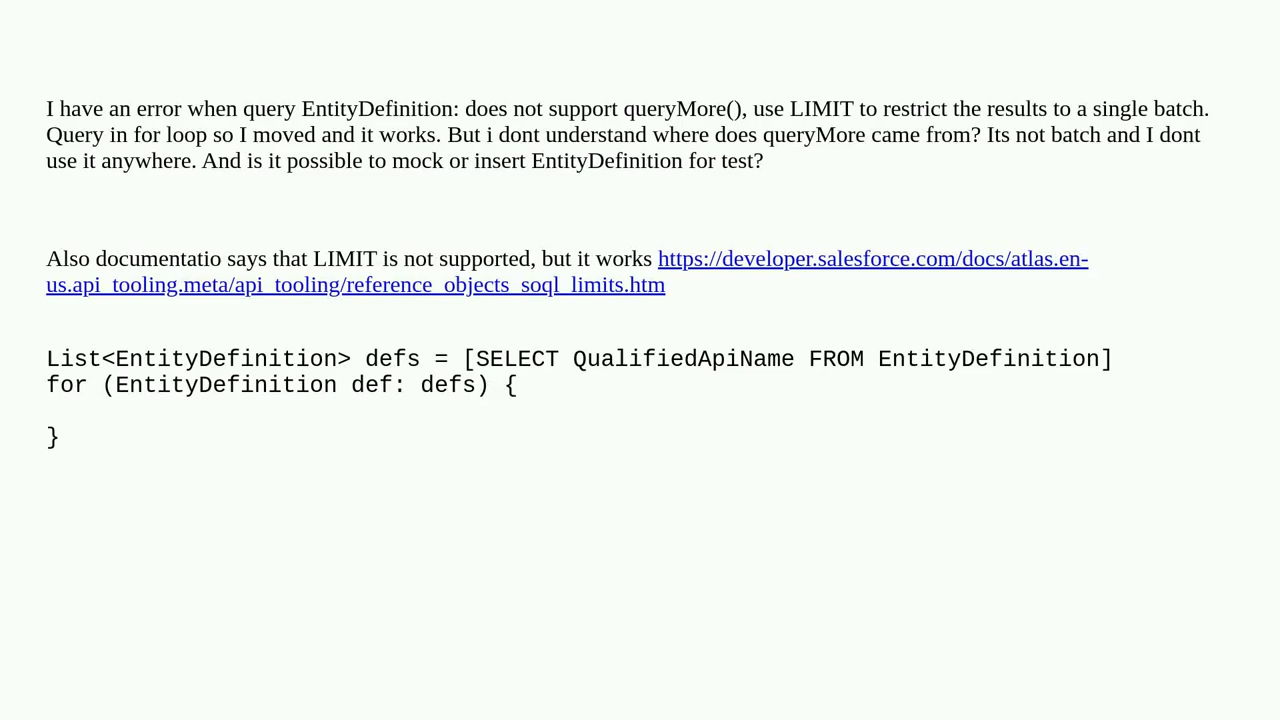 I have an error when query EntityDefinition: does not support queryMore(), use LIMIT to restrict the results to a single batch.
Query in for loop so I moved and it works. But i dont understand where does queryMore came from? Its not batch and I dont
use it anywhere. And is it possible to mock or insert EntityDefinition for test?
Also documentatio says that LIMIT is not supported, but it works https://developer.salesforce.com/docs/atlas.en-
us.api_tooling.meta/api_tooling/reference_objects_soql_limits.htm
List<EntityDefinition> defs = [SELECT QualifiedApiName FROM EntityDefinition]
for (EntityDefinition def: defs) {
}